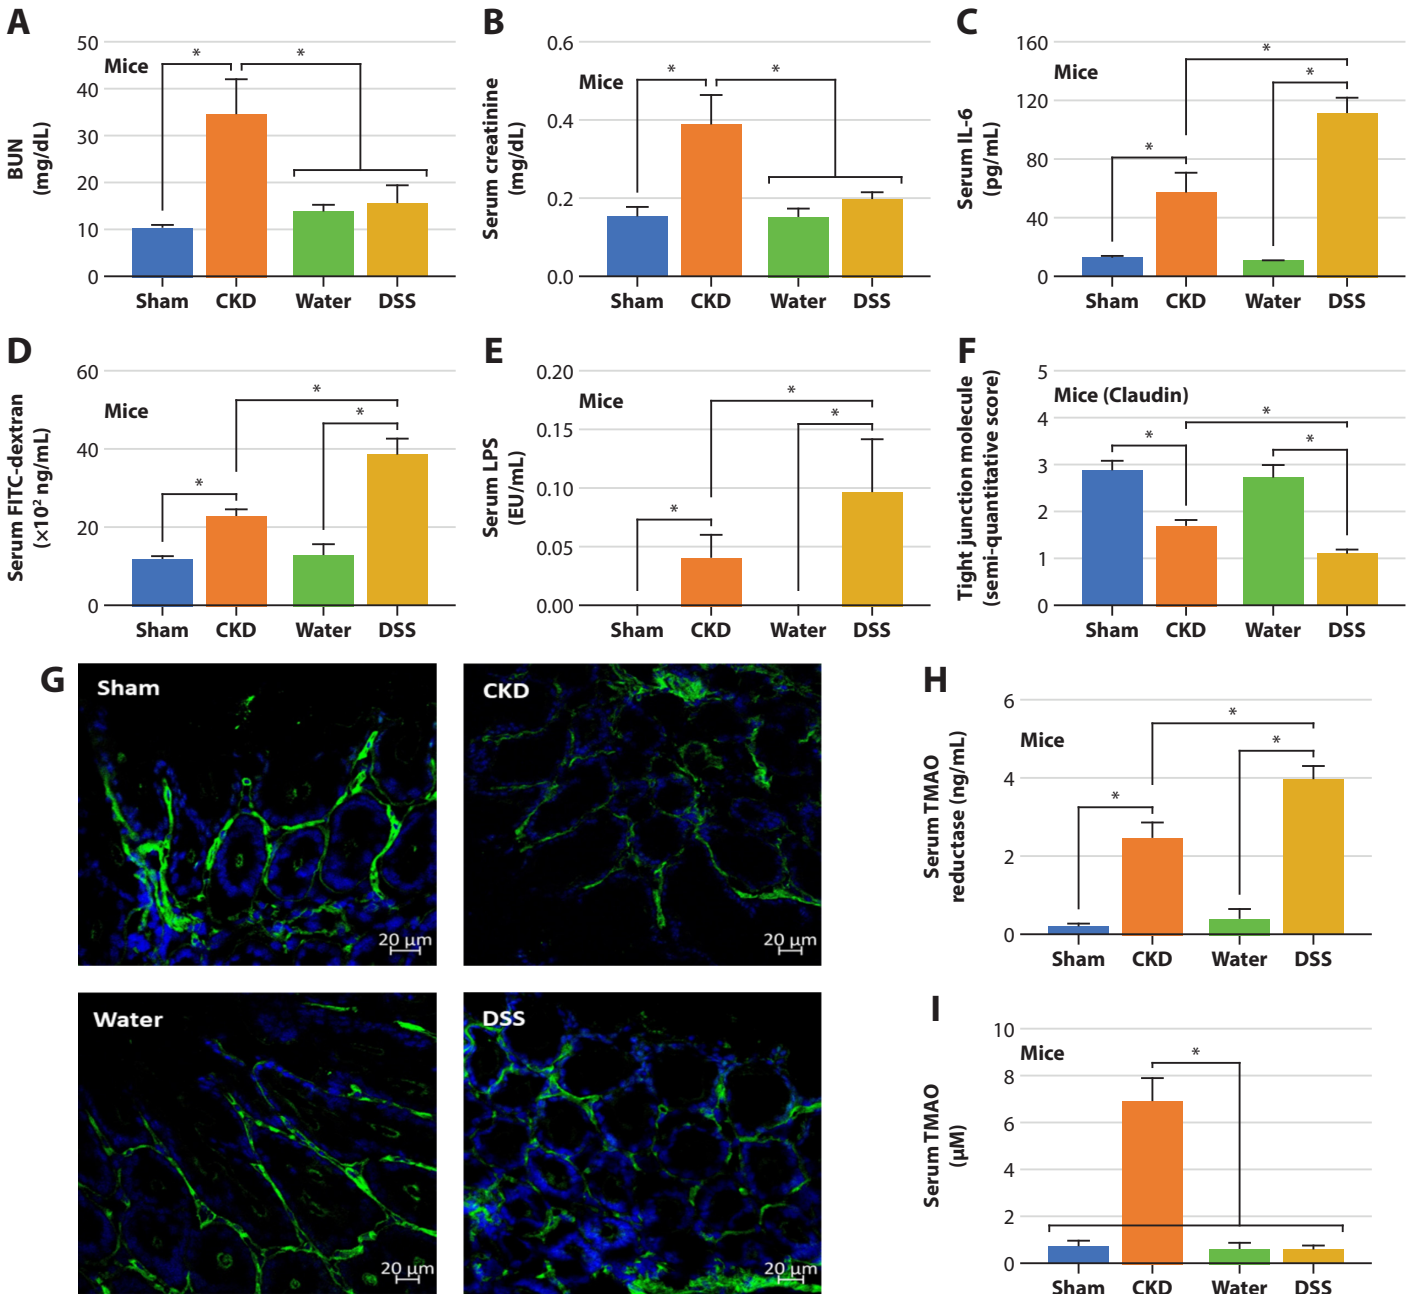 A
BUN
(mg/dL)
50
40
30
20
10
0
Mice
*
*
Sham
CKD
Water
DSS
B
Serum creatinine
(mg/dL)
0.6
0.4
0.2
0.0
Mice
*
*
Sham
CKD
Water
DSS
C
Serum IL-6
(pg/mL)
160
120
80
40
0
Mice
*
*
*
Sham
CKD
Water
DSS
D
Serum FITC-dextran
(×10² ng/mL)
60
40
20
0
Mice
*
*
*
Sham
CKD
Water
DSS
E
Serum LPS
(EU/mL)
0.20
0.15
0.10
0.05
0.00
Mice
*
*
*
Sham
CKD
Water
DSS
F
Tight junction molecule
(semi-quantitative score)
5
4
3
2
1
0
Mice (Claudin)
*
*
*
Sham
CKD
Water
DSS
G
Sham
20 µm
CKD
20 µm
Water
20 µm
DSS
20 µm
H
Serum TMAO
reductase (ng/mL)
6
4
2
0
Mice
*
*
*
Sham
CKD
Water
DSS
I
Serum TMAO
(µM)
10
8
6
4
2
0
Mice
*
Sham
CKD
Water
DSS